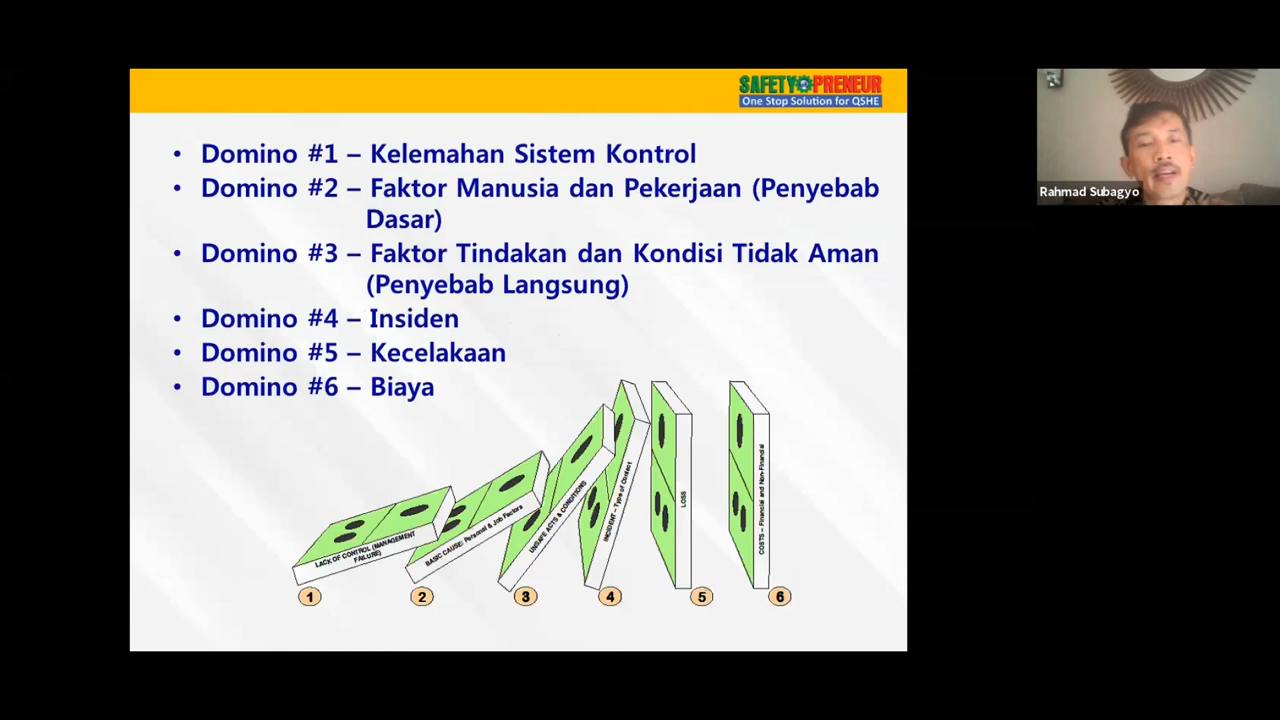 SAFETYPRENEUR
One Stop Solution for QSHE
Rahmad Subagyo
• Domino #1 – Kelemahan Sistem Kontrol
• Domino #2 – Faktor Manusia dan Pekerjaan (Penyebab
Dasar)
• Domino #3 – Faktor Tindakan dan Kondisi Tidak Aman
(Penyebab Langsung)
• Domino #4 – Insiden
• Domino #5 – Kecelakaan
• Domino #6 – Biaya
LACK OF CONTROL (MANAGEMENT
FAILURE)
BASIC CAUSE: Personal & Job Factors
UNSAFE ACTS & CONDITIONS
INCIDENT – Type of Contact
LOSS
COSTS – Financial and Non-Financial
1
2
3
4
5
6